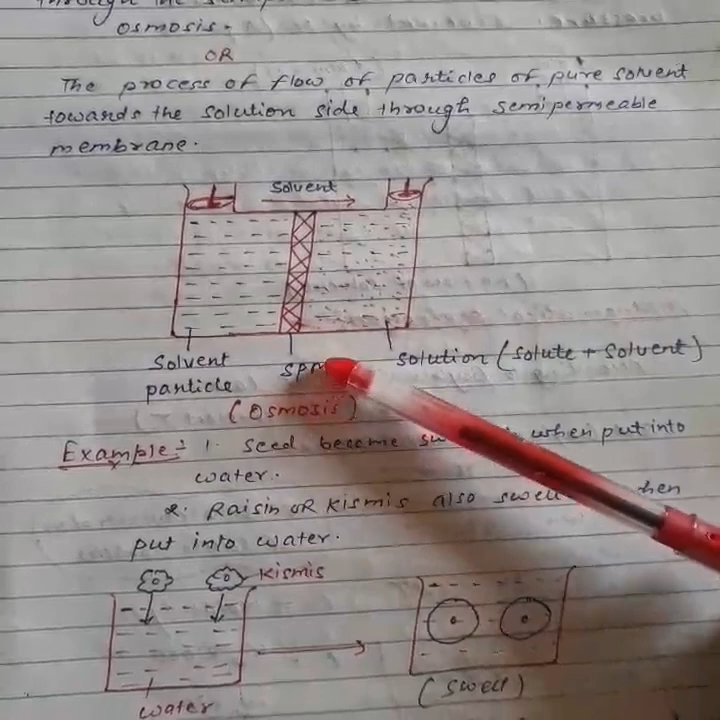 through the
osmosis.
OR
The process of flow of particles of pure solvent
towards the solution side through semipermeable
membrane.
Solvent
Solvent
particle
solution (solute + solvent)
(Osmosis)
Example:- 1. seed become when put into
water.
2. Raisin OR Kismis also swell
put into water.
Kismis
water
(swell)